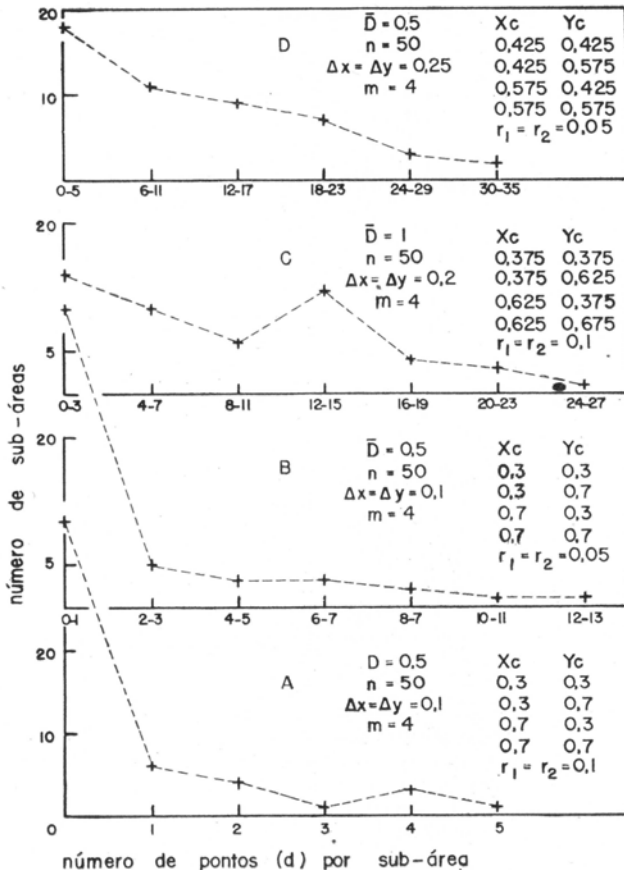 20
D
D̄ = 0,5
n = 50
Δx = Δy = 0,25
m = 4
Xc Yc
0,425 0,425
0,425 0,575
0,575 0,425
0,575 0,575
r₁ = r₂ = 0,05
10
0-5 6-11 12-17 18-23 24-29 30-35
20
C
D̄ = 1
n = 50
Δx = Δy = 0,2
m = 4
Xc Yc
0,375 0,375
0,375 0,625
0,625 0,375
0,625 0,675
r₁ = r₂ = 0,1
5
0-3 4-7 8-11 12-15 16-19 20-23 24-27
20
B
D̄ = 0,5
n = 50
Δx = Δy = 0,1
m = 4
Xc Yc
0,3 0,3
0,3 0,7
0,7 0,3
0,7 0,7
r₁ = r₂ = 0,05
5
0-1 2-3 4-5 6-7 8-7 10-11 12-13
20
A
D = 0,5
n = 50
Δx = Δy = 0,1
m = 4
Xc Yc
0,3 0,3
0,3 0,7
0,7 0,3
0,7 0,7
r₁ = r₂ = 0,1
10
0 1 2 3 4 5
número de sub-áreas
número de pontos (d) por sub-área